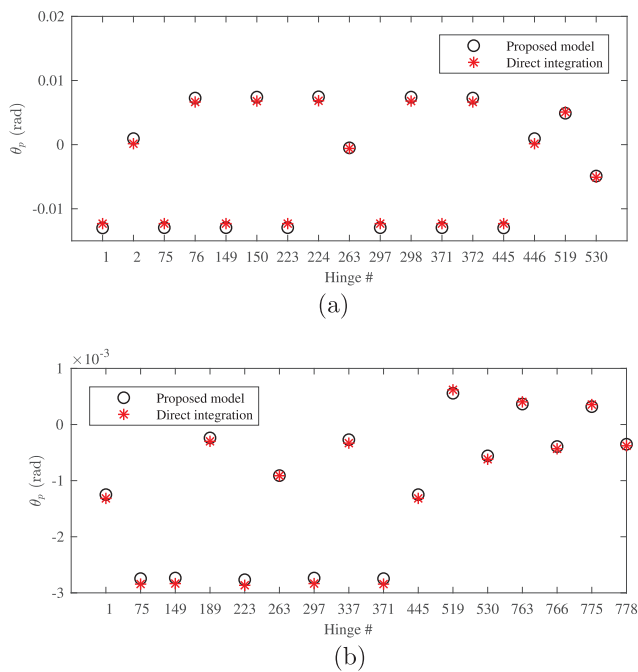 0.02
0.01
0
-0.01
θp (rad)
Proposed model
Direct integration
1 2 75 76 149 150 223 224 263 297 298 371 372 445 446 519 530
Hinge #
(a)
×10⁻³
1
0
-1
-2
-3
θp (rad)
Proposed model
Direct integration
1 75 149 189 223 263 297 337 371 445 519 530 763 766 775 778
Hinge #
(b)